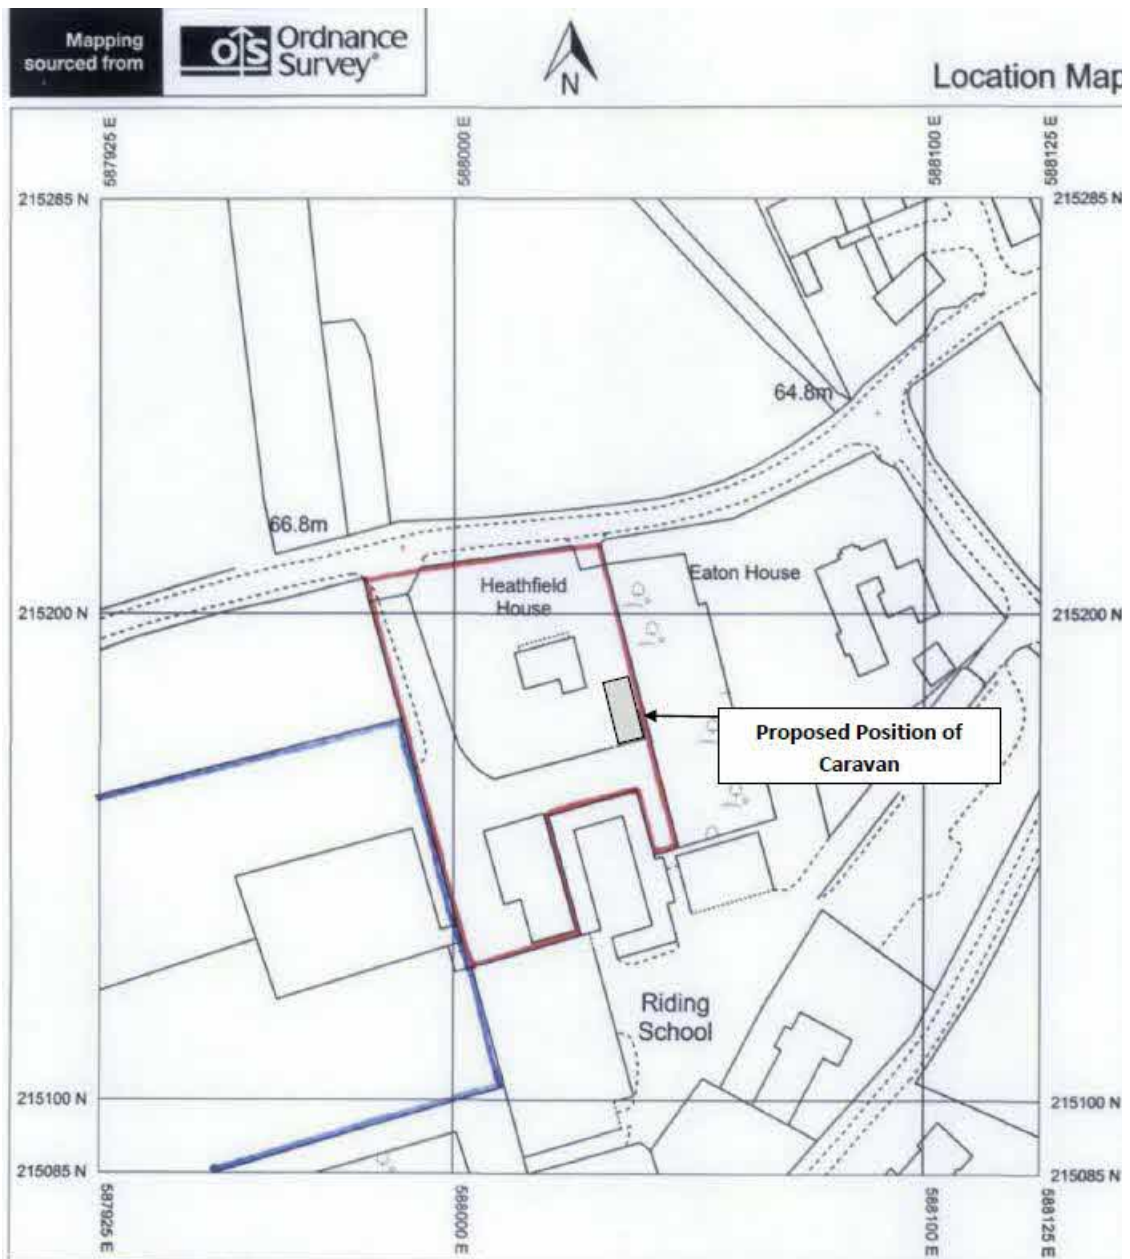 Mapping
sourced from
OS
Ordnance
Survey®
N
Location Map
587925 E
588000 E
588100 E
588125 E
215285 N
215285 N
64.8m
66.8m
Heathfield
House
Eaton House
215200 N
215200 N
Proposed Position of
Caravan
Riding
School
215100 N
215100 N
215085 N
215085 N
587925 E
588000 E
588100 E
588125 E